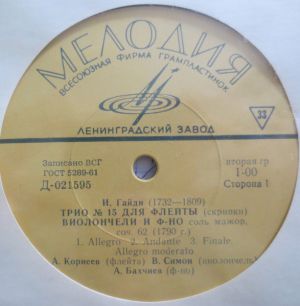 МЕЛОДИЯ
ВСЕСОЮЗНАЯ ФИРМА ГРАМПЛАСТИНОК
33
ЛЕНИНГРАДСКИЙ ЗАВОД
Записано ВСГ
ГОСТ 5289-61
Д-021595
вторая гр
1-00
Сторона 1
И. Гайдн (1732—1809)
ТРИО № 15 ДЛЯ ФЛЕЙТЫ (скрипки)
ВИОЛОНЧЕЛИ И Ф-НО соль мажор,
соч. 62 (1790 г.)
1. Allegro 2. Andante 3. Finale.
Allegro moderato
А. Корнеев (флейта) В. Симон (виолончель)
А. Бахчиев (ф-но)